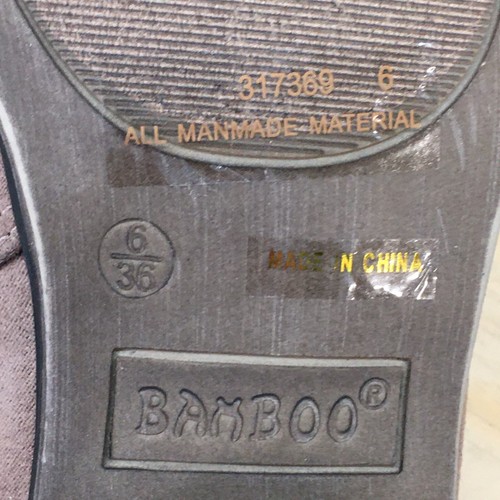 317369 6
ALL MANMADE MATERIAL
6
36
MADE IN CHINA
BAMBOO®